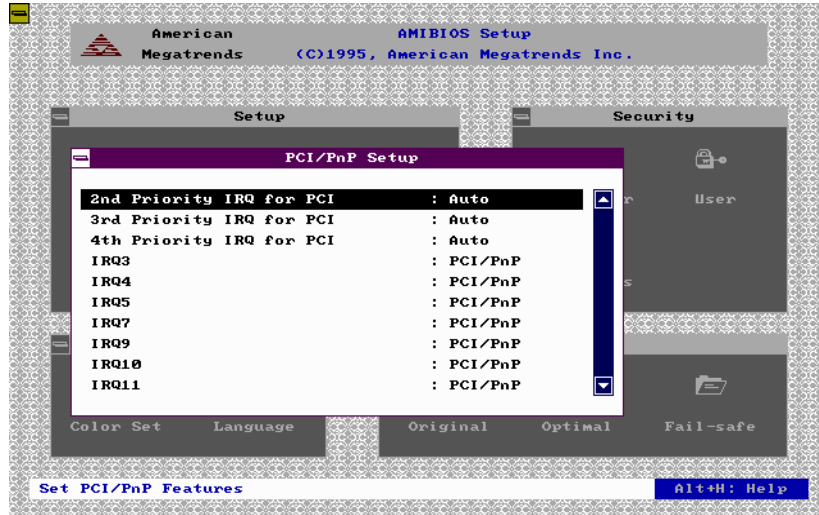 American AMIBIOS Setup
Megatrends (C)1995, American Megatrends Inc.
Setup Security
PCI/PnP Setup
User
2nd Priority IRQ for PCI : Auto
3rd Priority IRQ for PCI : Auto
4th Priority IRQ for PCI : Auto
IRQ3 : PCI/PnP
IRQ4 : PCI/PnP
IRQ5 : PCI/PnP
IRQ7 : PCI/PnP
IRQ9 : PCI/PnP
IRQ10 : PCI/PnP
IRQ11 : PCI/PnP
Color Set Language Original Optimal Fail-safe
Set PCI/PnP Features Alt+H: Help